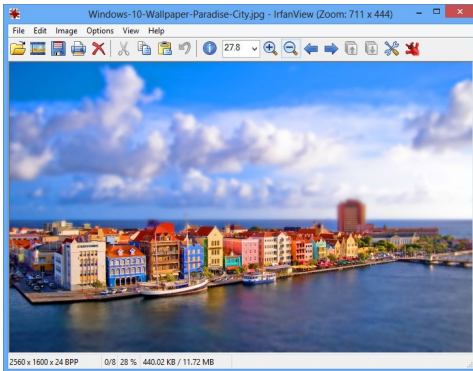 Windows-10-Wallpaper-Paradise-City.jpg - IrfanView (Zoom: 711 x 444)
File Edit Image Options View Help
27.8
2560 x 1600 x 24 BPP 0/8 28 % 440.02 KB / 11.72 MB